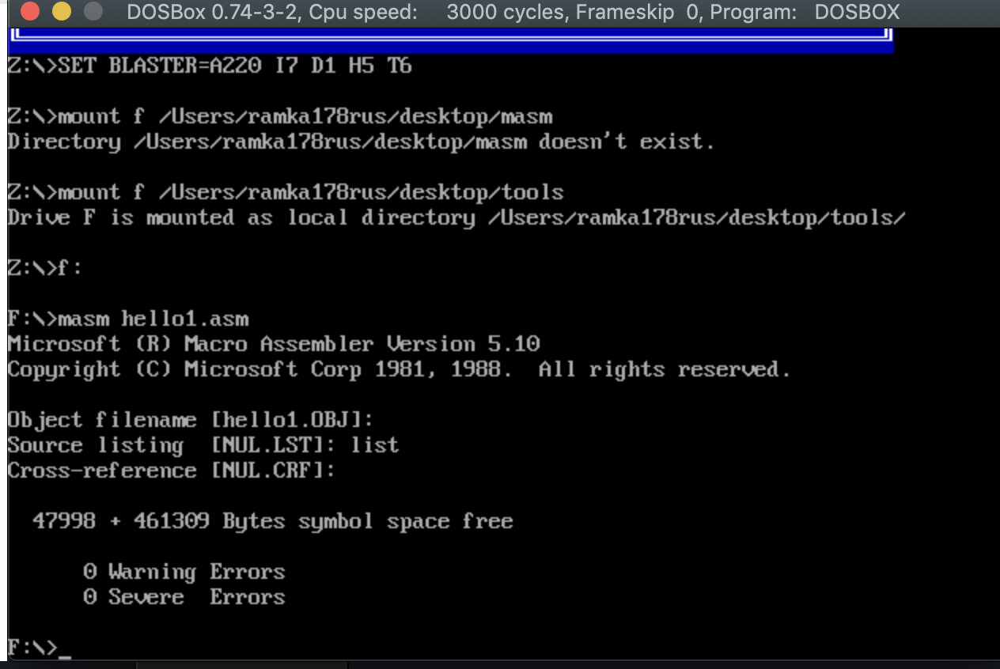 DOSBox 0.74-3-2, Cpu speed: 3000 cycles, Frameskip 0, Program: DOSBOX
Z:\>SET BLASTER=A220 I7 D1 H5 T6
Z:\>mount f /Users/ramka178rus/desktop/masm
Directory /Users/ramka178rus/desktop/masm doesn't exist.
Z:\>mount f /Users/ramka178rus/desktop/tools
Drive F is mounted as local directory /Users/ramka178rus/desktop/tools/
Z:\>f:
F:\>masm hello1.asm
Microsoft (R) Macro Assembler Version 5.10
Copyright (C) Microsoft Corp 1981, 1988.  All rights reserved.
Object filename [hello1.OBJ]:
Source listing  [NUL.LST]: list
Cross-reference [NUL.CRF]:
47998 + 461309 Bytes symbol space free
0 Warning Errors
0 Severe  Errors
F:\>_